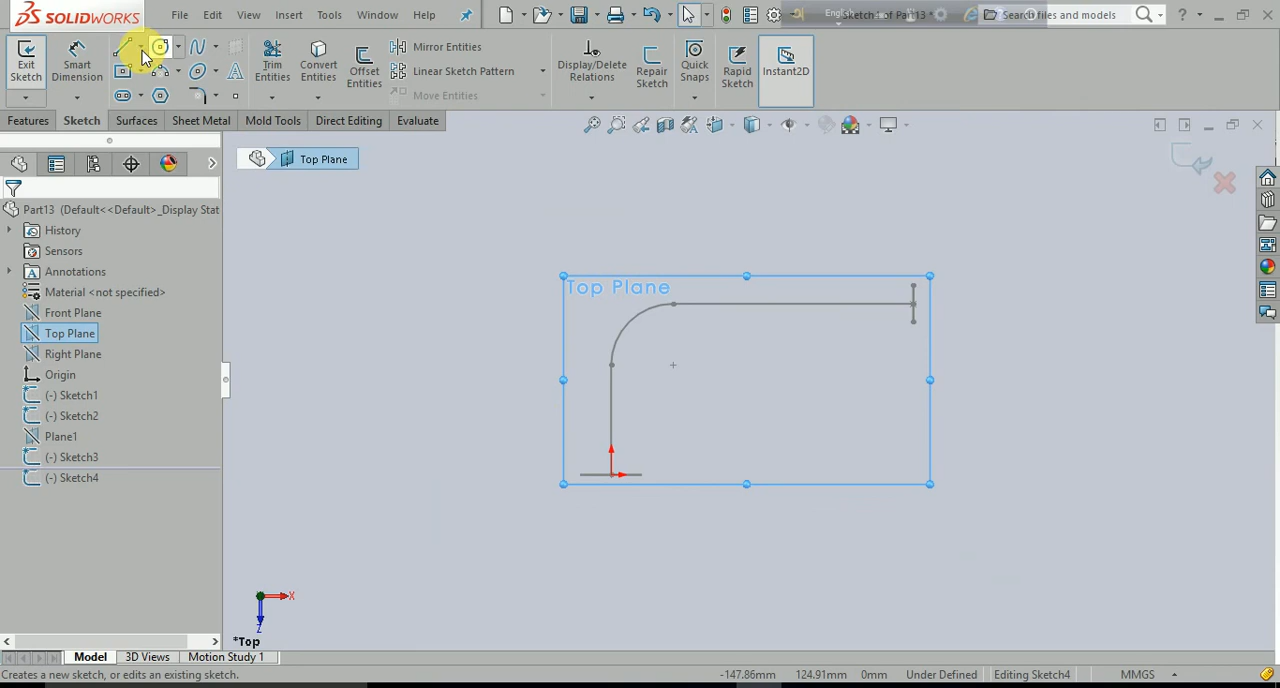 SOLIDWORKS
File Edit View Insert Tools Window Help
English
Sketch4 of Part13 *
Search files and models
Exit Sketch
Smart Dimension
Trim Entities
Convert Entities
Offset Entities
Mirror Entities
Linear Sketch Pattern
Move Entities
Display/Delete Relations
Repair Sketch
Quick Snaps
Rapid Sketch
Instant2D
Features Sketch Surfaces Sheet Metal Mold Tools Direct Editing Evaluate
Top Plane
Part13 (Default<<Default>_Display Stat
History
Sensors
Annotations
Material <not specified>
Front Plane
Top Plane
Right Plane
Origin
(-) Sketch1
(-) Sketch2
Plane1
(-) Sketch3
(-) Sketch4
Top Plane
X
Z
*Top
Model 3D Views Motion Study 1
Creates a new sketch, or edits an existing sketch.
-147.86mm 124.91mm 0mm Under Defined Editing Sketch4 MMGS